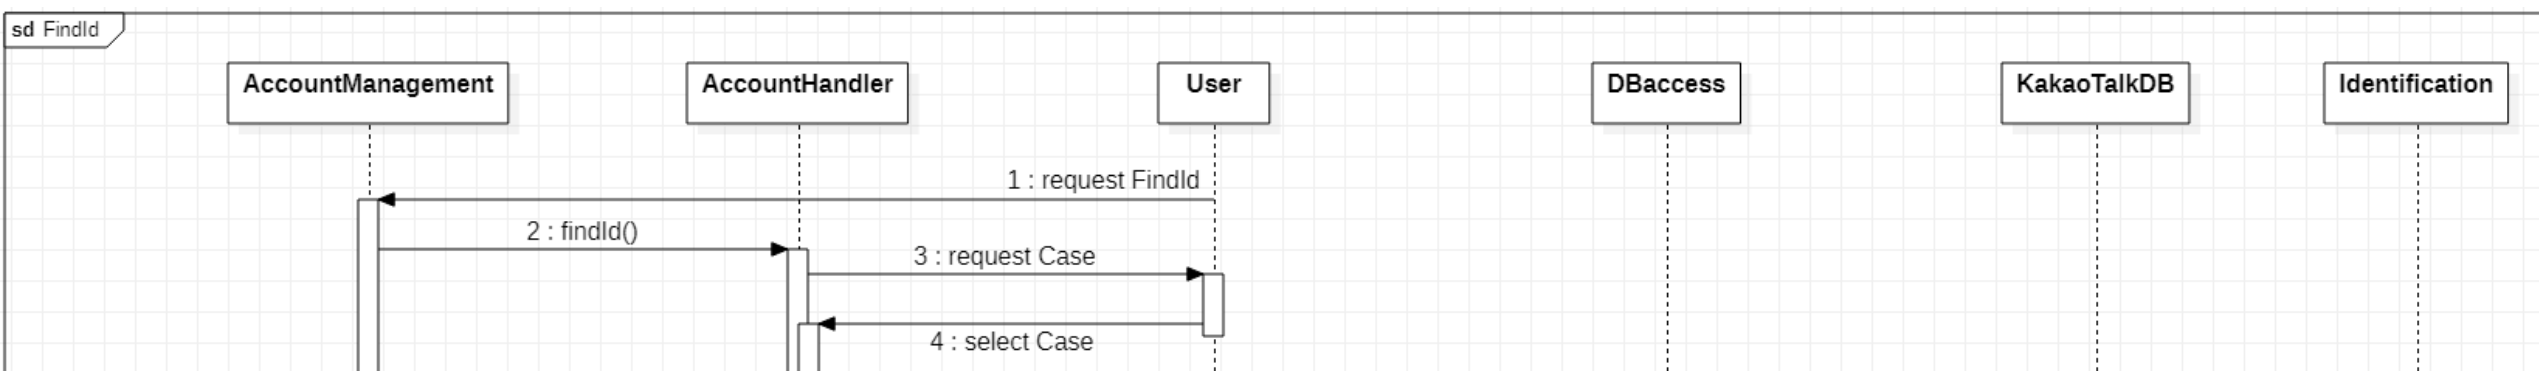 sd FindId
AccountManagement
AccountHandler
User
DBaccess
KakaoTalkDB
Identification
1 : request FindId
2 : findId()
3 : request Case
4 : select Case